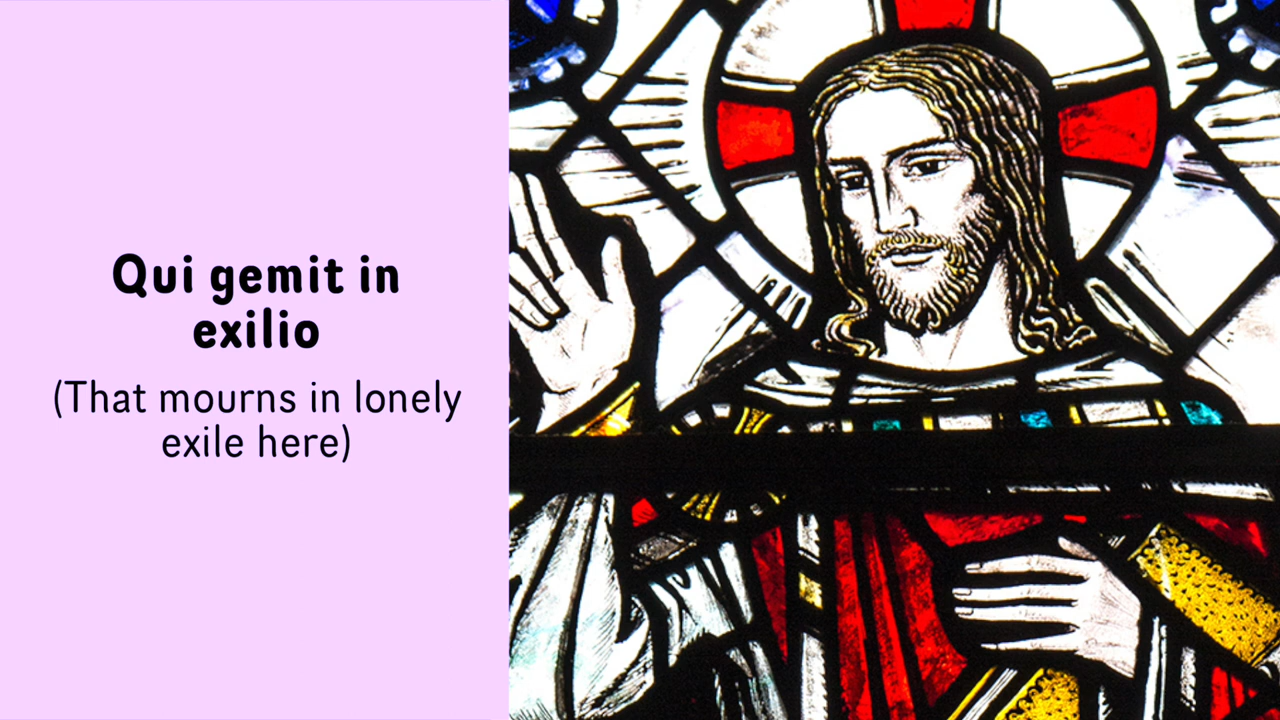 Qui gemit in
exilio
(That mourns in lonely
exile here)